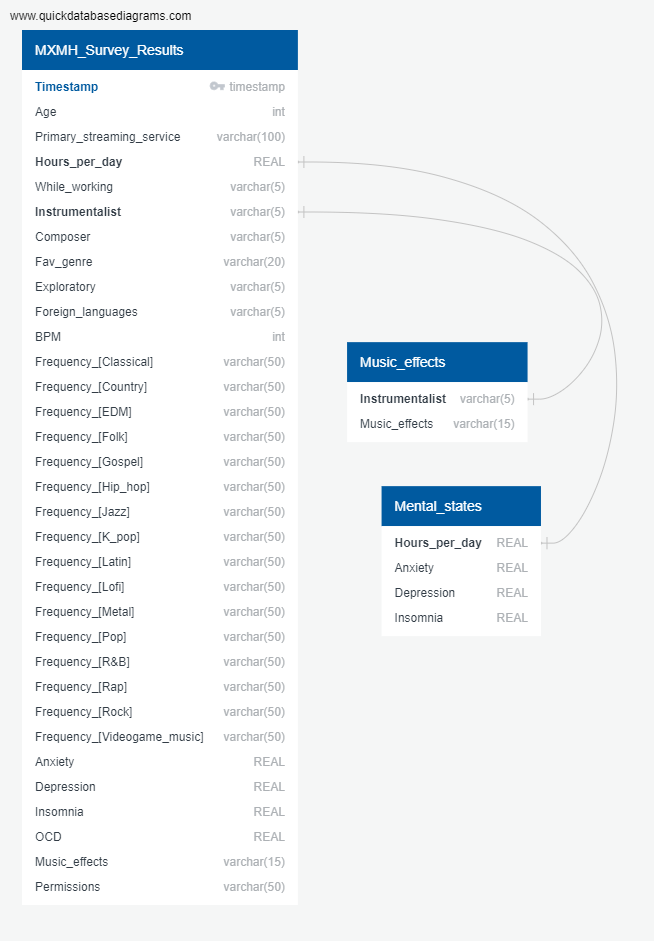 www.quickdatabasediagrams.com
MXMH_Survey_Results
Timestamp timestamp
Age int
Primary_streaming_service varchar(100)
Hours_per_day REAL
While_working varchar(5)
Instrumentalist varchar(5)
Composer varchar(5)
Fav_genre varchar(20)
Exploratory varchar(5)
Foreign_languages varchar(5)
BPM int
Frequency_[Classical] varchar(50)
Frequency_[Country] varchar(50)
Frequency_[EDM] varchar(50)
Frequency_[Folk] varchar(50)
Frequency_[Gospel] varchar(50)
Frequency_[Hip_hop] varchar(50)
Frequency_[Jazz] varchar(50)
Frequency_[K_pop] varchar(50)
Frequency_[Latin] varchar(50)
Frequency_[Lofi] varchar(50)
Frequency_[Metal] varchar(50)
Frequency_[Pop] varchar(50)
Frequency_[R&B] varchar(50)
Frequency_[Rap] varchar(50)
Frequency_[Rock] varchar(50)
Frequency_[Videogame_music] varchar(50)
Anxiety REAL
Depression REAL
Insomnia REAL
OCD REAL
Music_effects varchar(15)
Permissions varchar(50)
Music_effects
Instrumentalist varchar(5)
Music_effects varchar(15)
Mental_states
Hours_per_day REAL
Anxiety REAL
Depression REAL
Insomnia REAL